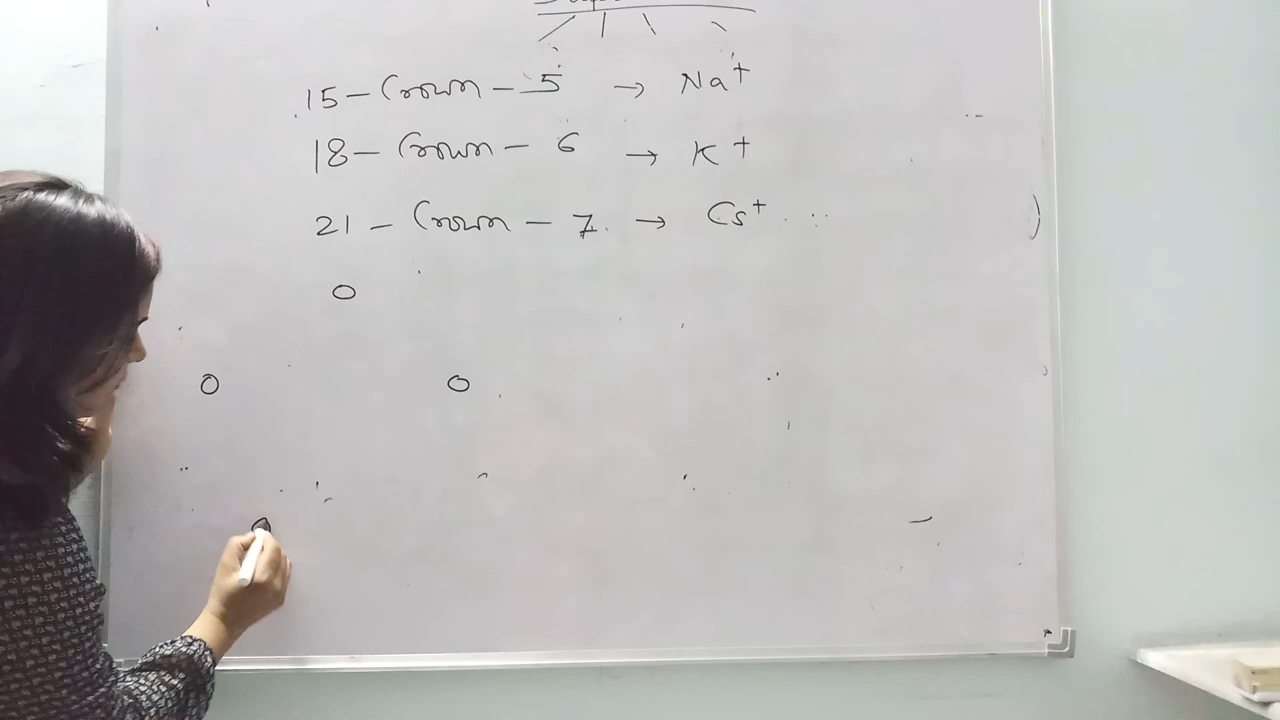 15 - Crown - 5 → Na+
18 - Crown - 6 → K+
21 - Crown - 7. → Cs+
O
O O